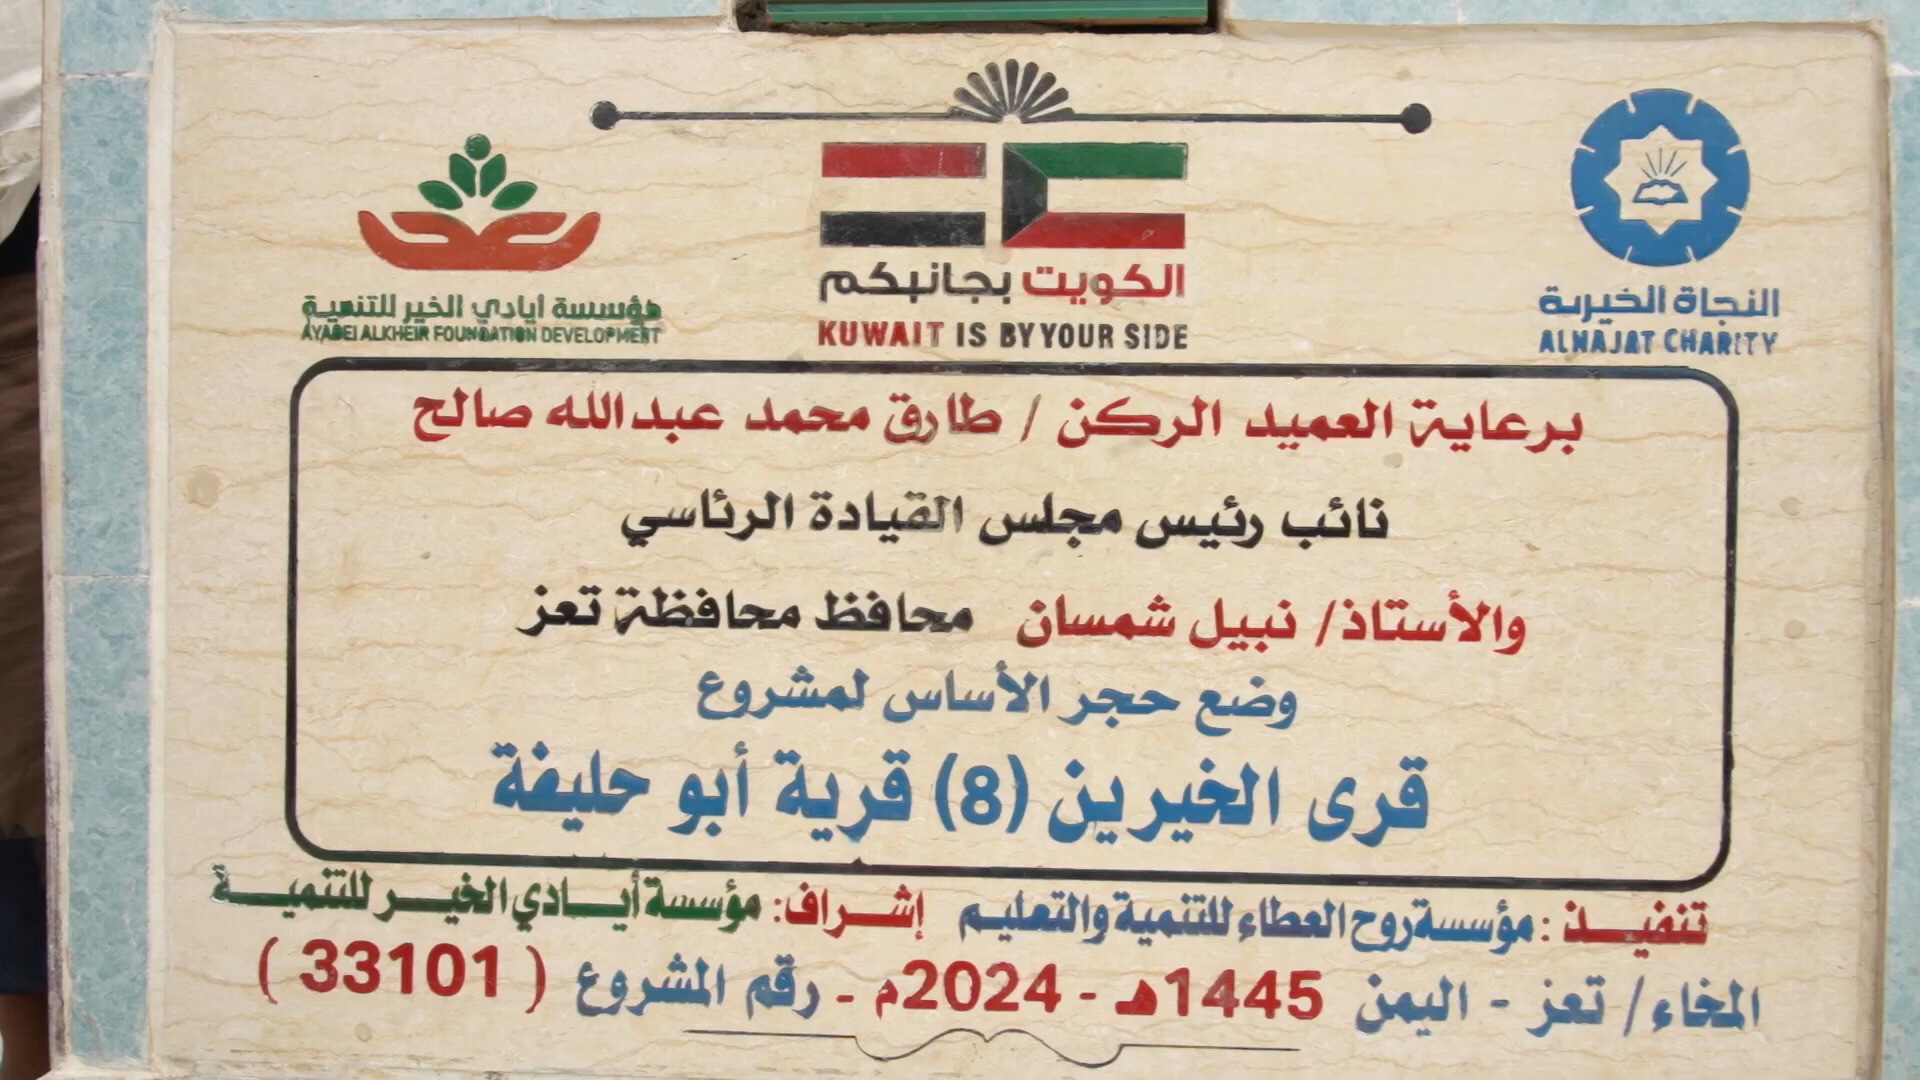 النجاة الخيرية
ALNAJAT CHARITY
الكويت بجانبكم
KUWAIT IS BY YOUR SIDE
مؤسسة أيادي الخير للتنمية
AYADEI ALKHEIR FOUNDATION DEVELOPMENT
برعاية العميد الركن / طارق محمد عبدالله صالح
نائب رئيس مجلس القيادة الرئاسي
والأستاذ/ نبيل شمسان محافظ محافظة تعز
وضع حجر الأساس لمشروع
قرى الخيرين (8) قرية أبو حليفة
تنفيذ : مؤسسة روح العطاء للتنمية والتعليم إشراف: مؤسسة أيادي الخير للتنمية
المخاء/ تعز - اليمن 1445هـ - 2024م - رقم المشروع (33101)